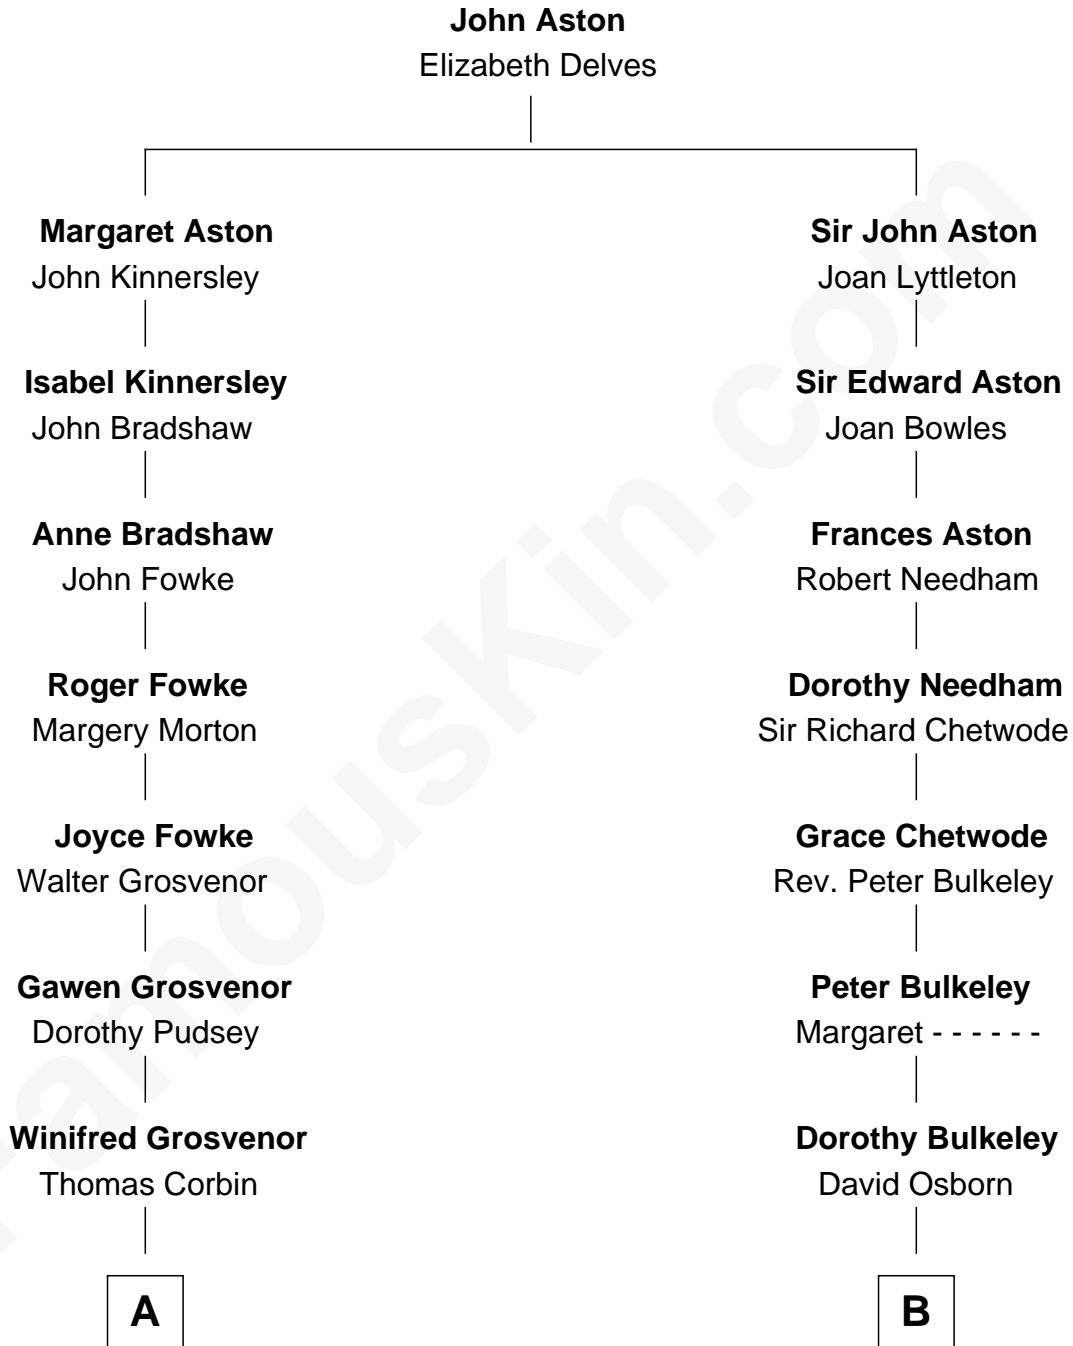 John Aston
Elizabeth Delves
Margaret Aston
John Kinnersley
Sir John Aston
Joan Lyttleton
Isabel Kinnersley
John Bradshaw
Sir Edward Aston
Joan Bowles
Anne Bradshaw
John Fowke
Frances Aston
Robert Needham
Roger Fowke
Margery Morton
Dorothy Needham
Sir Richard Chetwode
Joyce Fowke
Walter Grosvenor
Grace Chetwode
Rev. Peter Bulkeley
Gawen Grosvenor
Dorothy Pudsey
Peter Bulkeley
Margaret - - - - - -
Winifred Grosvenor
Thomas Corbin
Dorothy Bulkeley
David Osborn
A
B
FamousKin.com